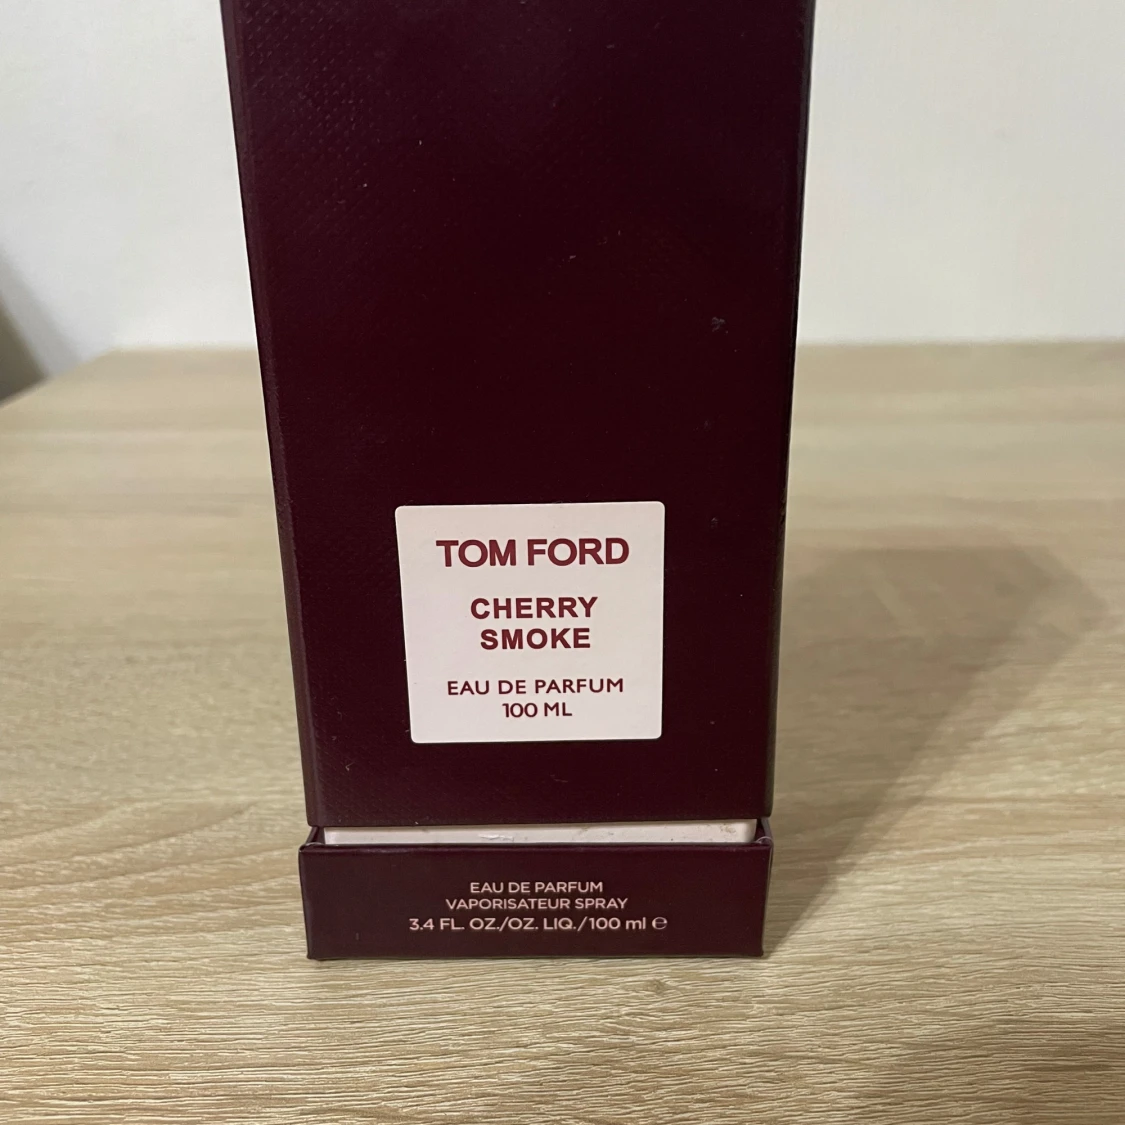 TOM FORD
CHERRY
SMOKE
EAU DE PARFUM
100 ML
EAU DE PARFUM
VAPORISATEUR SPRAY
3.4 FL. OZ./OZ. LIQ./100 ml ℮